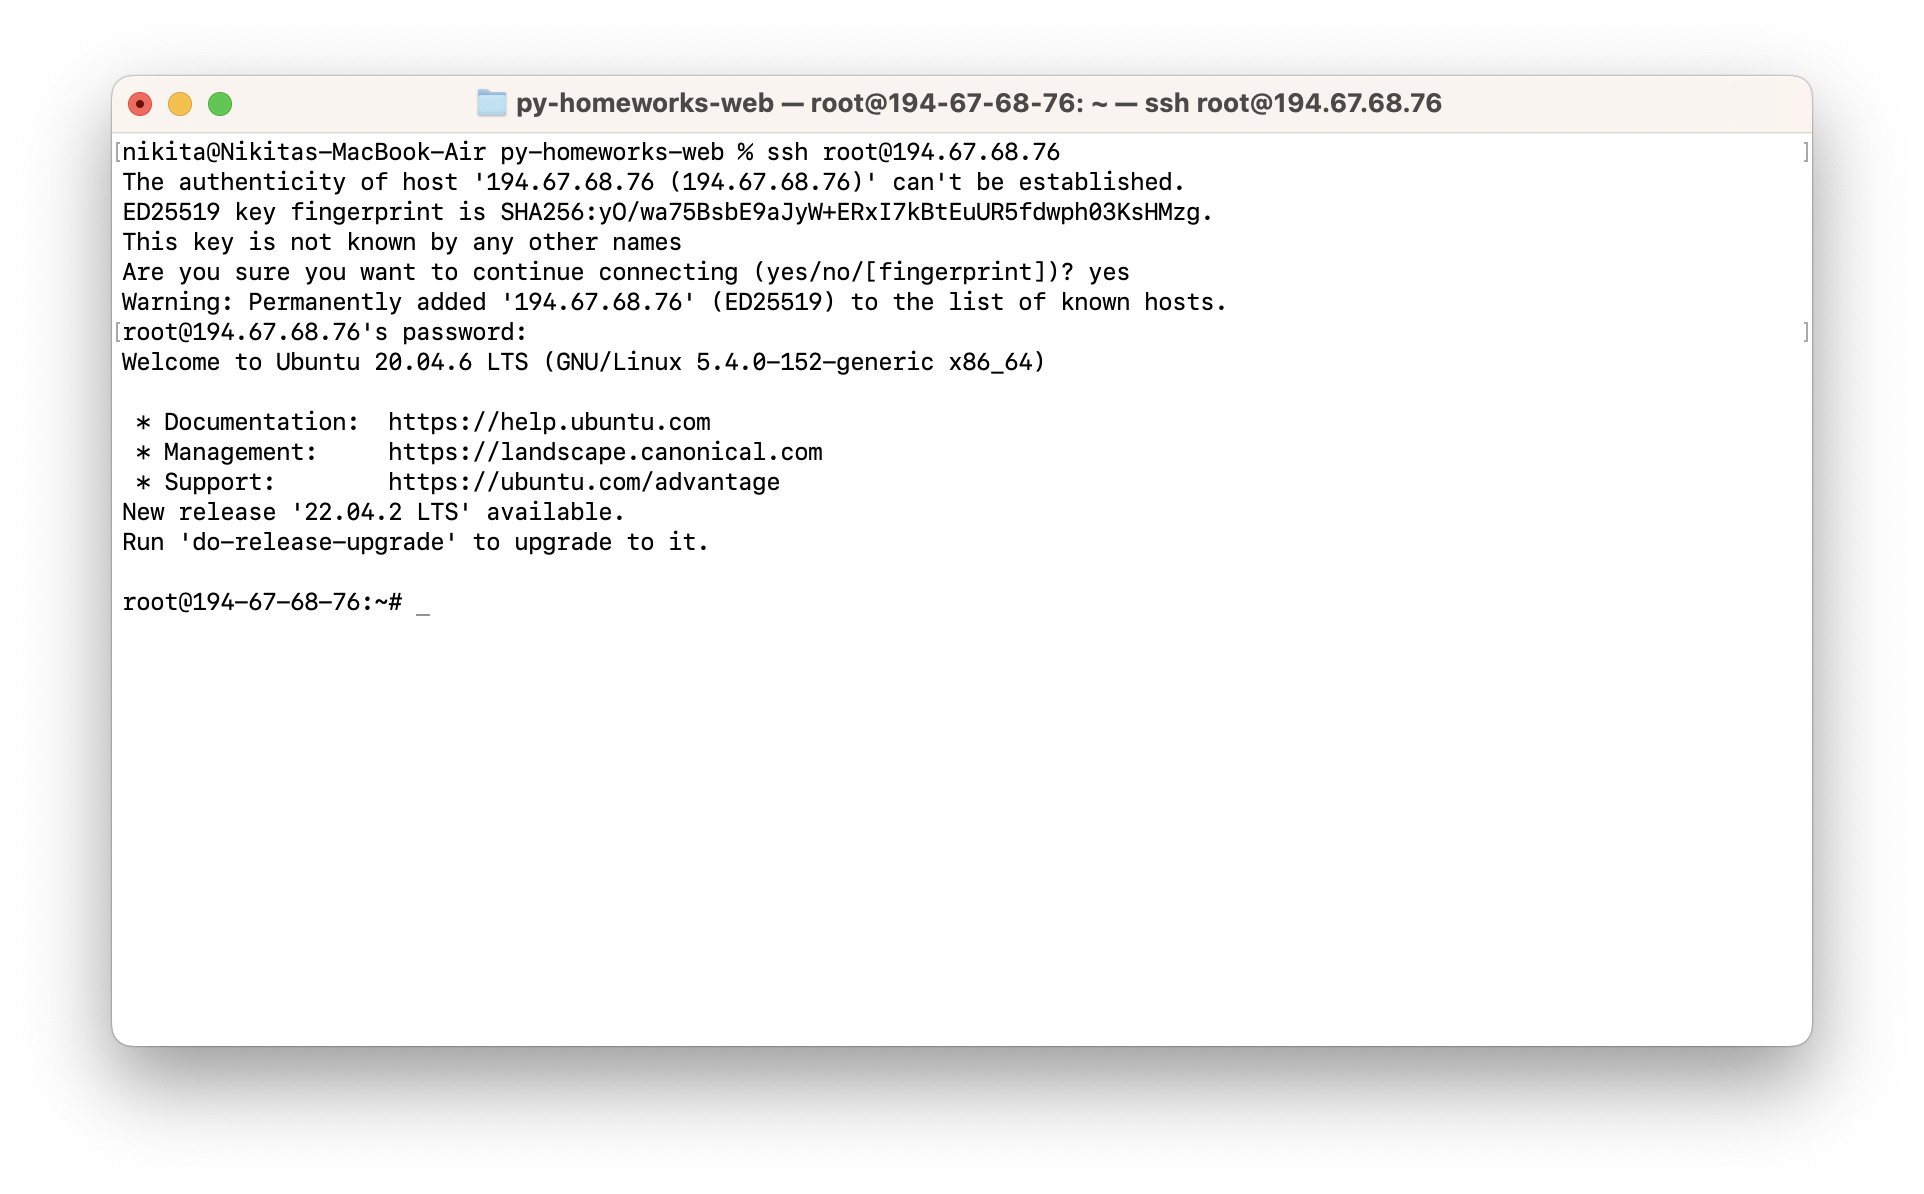 py-homeworks-web — root@194-67-68-76: ~ — ssh root@194.67.68.76
[nikita@Nikitas-MacBook-Air py-homeworks-web % ssh root@194.67.68.76 ]
The authenticity of host '194.67.68.76 (194.67.68.76)' can't be established.
ED25519 key fingerprint is SHA256:yO/wa75BsbE9aJyW+ERxI7kBtEuUR5fdwph03KsHMzg.
This key is not known by any other names
Are you sure you want to continue connecting (yes/no/[fingerprint])? yes
Warning: Permanently added '194.67.68.76' (ED25519) to the list of known hosts.
[root@194.67.68.76's password: ]
Welcome to Ubuntu 20.04.6 LTS (GNU/Linux 5.4.0-152-generic x86_64)
 * Documentation:  https://help.ubuntu.com
 * Management:     https://landscape.canonical.com
 * Support:        https://ubuntu.com/advantage
New release '22.04.2 LTS' available.
Run 'do-release-upgrade' to upgrade to it.
root@194-67-68-76:~# _